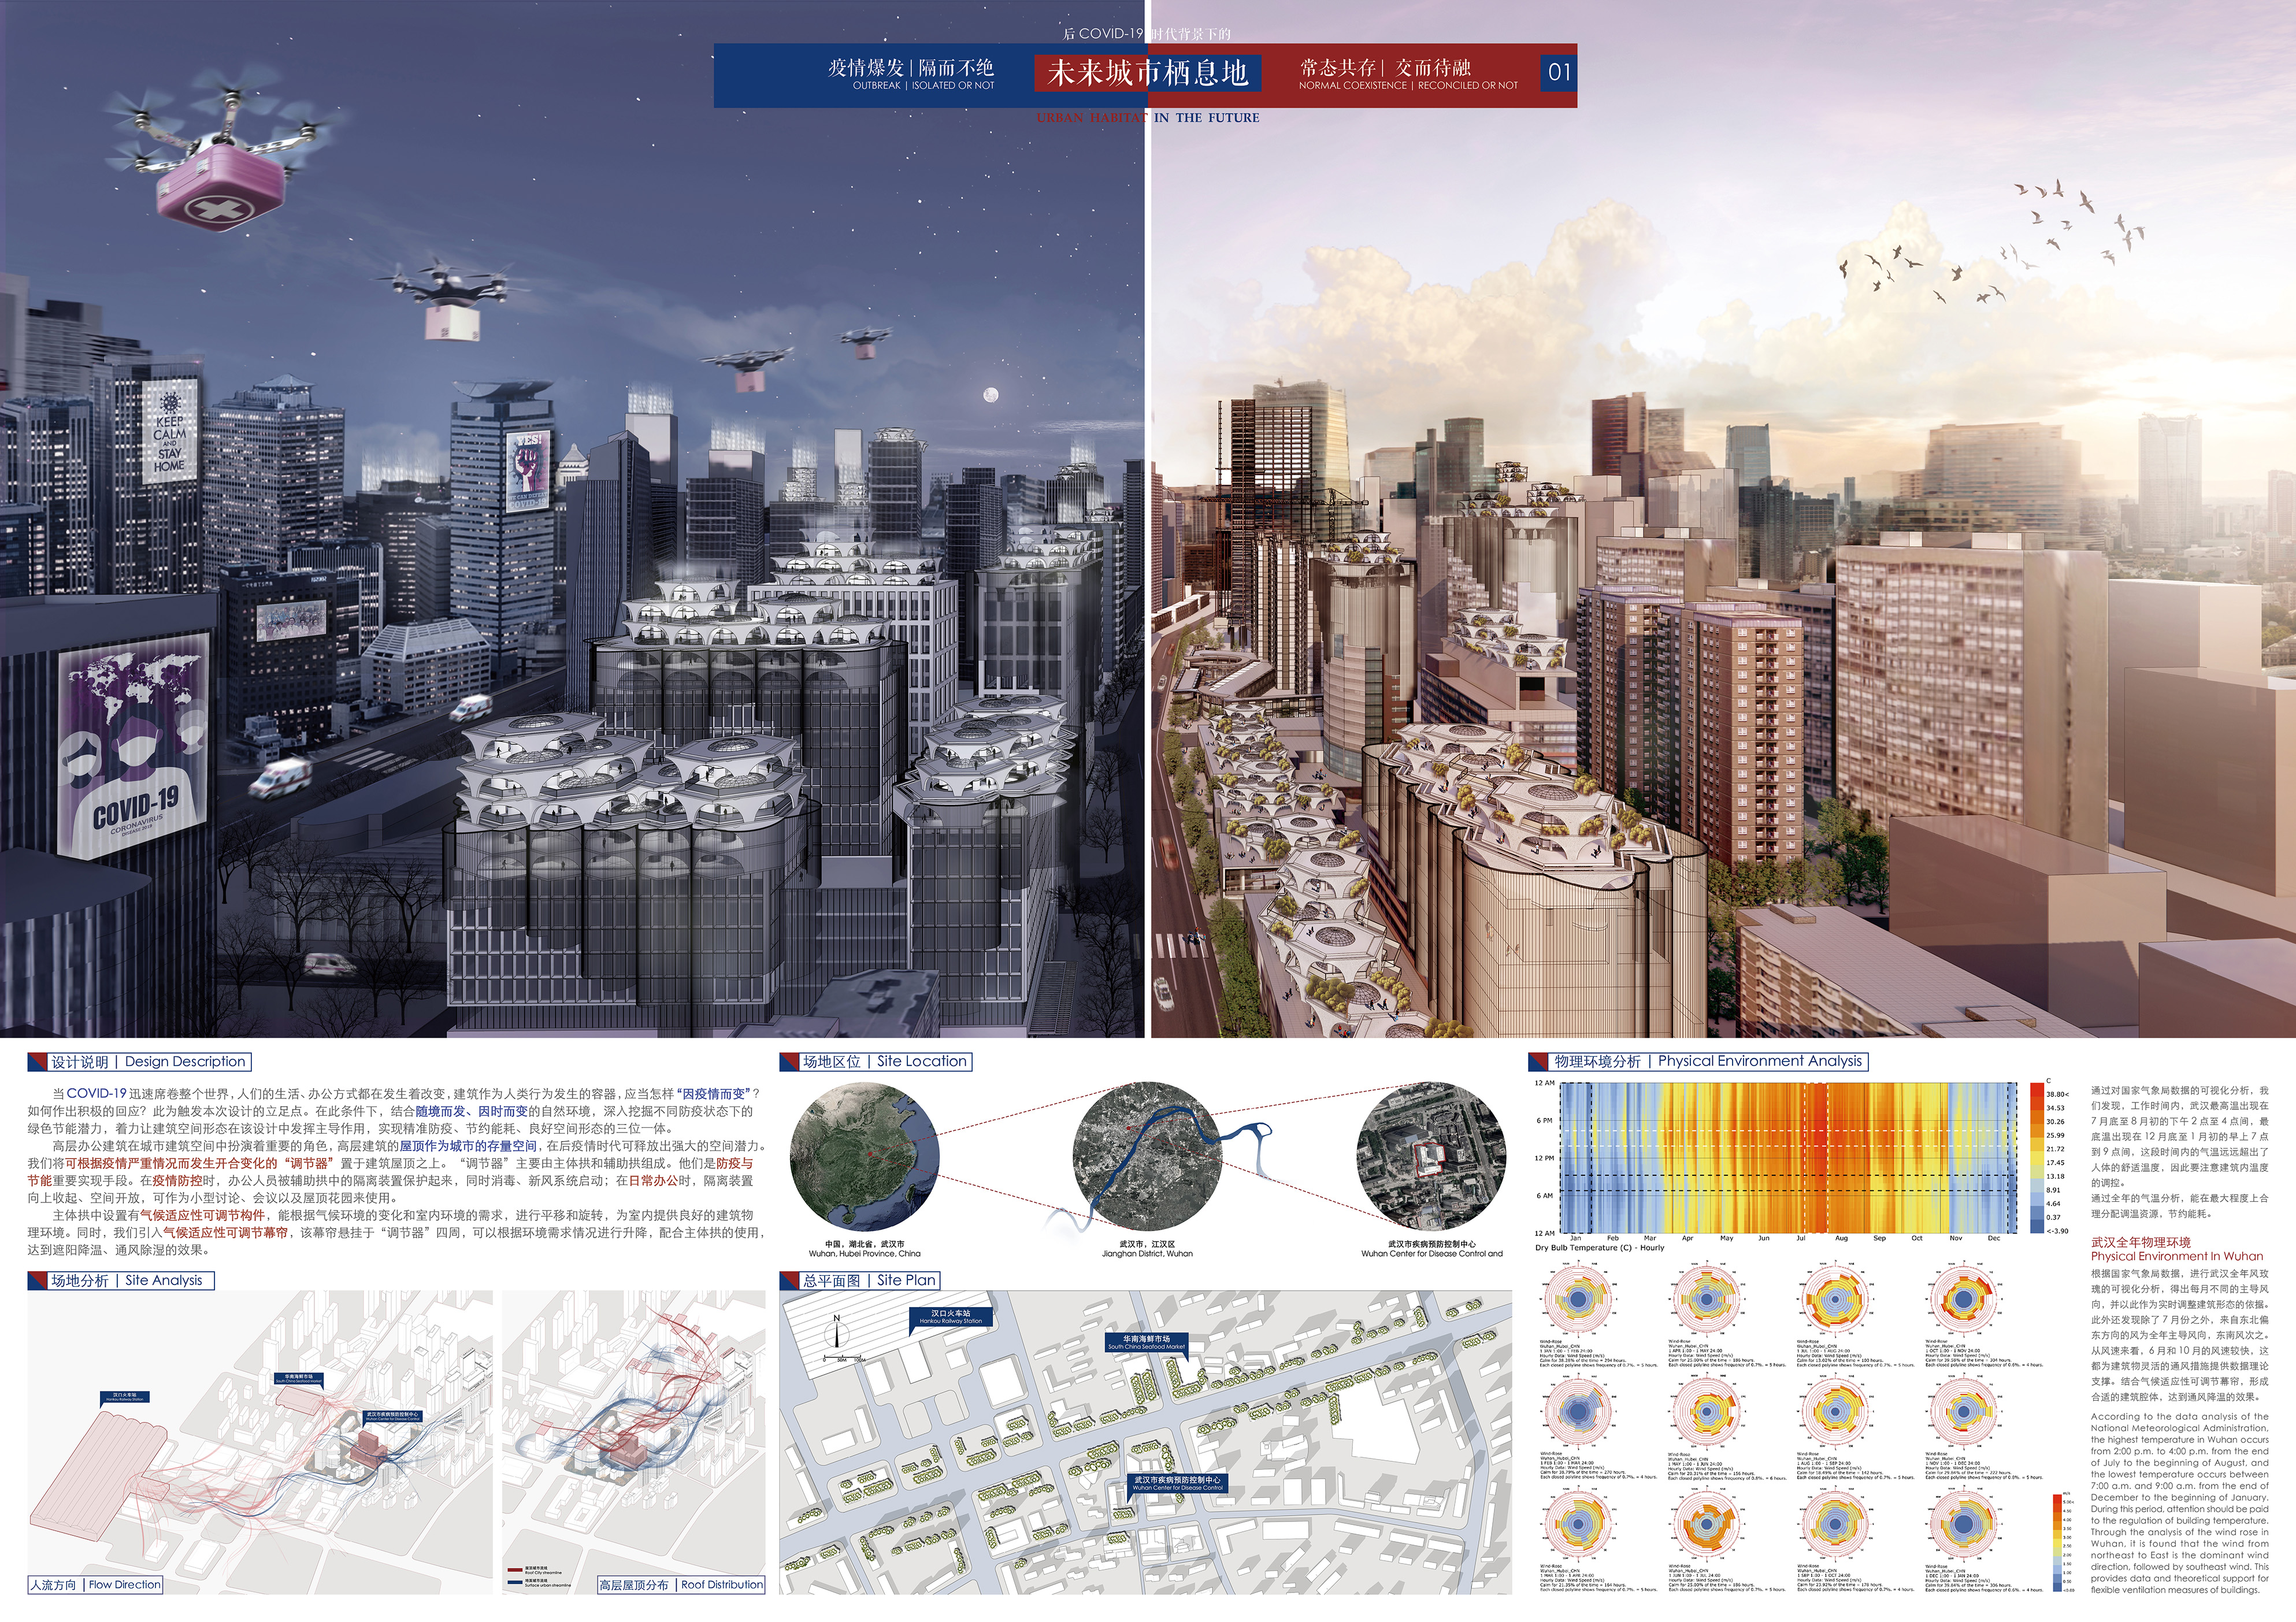 后 COVID-19 时代背景下的
疫情爆发 | 隔而不绝
OUTBREAK | ISOLATED OR NOT
未来城市栖息地
常态共存 | 交而待融
NORMAL COEXISTENCE | RECONCILED OR NOT
01
URBAN HABITAT IN THE FUTURE
KEEP
CALM
AND
STAY
HOME
YES!
WE CAN DEFEAT
COVID-19
COVID-19
CORONAVIRUS
DISEASE 2019
设计说明 | Design Description
当COVID-19迅速席卷整个世界，人们的生活、办公方式都在发生着改变，建筑作为人类行为发生的容器，应当怎样“因疫情而变”？
如何作出积极的回应？此为触发本次设计的立足点。在此条件下，结合随境而发、因时而变的自然环境，深入挖掘不同防疫状态下的
绿色节能潜力，着力让建筑空间形态在该设计中发挥主导作用，实现精准防疫、节约能耗、良好空间形态的三位一体。
高层办公建筑在城市建筑空间中扮演着重要的角色，高层建筑的屋顶作为城市的存量空间，在后疫情时代可释放出强大的空间潜力。
我们将可根据疫情严重情况而发生开合变化的“调节器”置于建筑屋顶之上。“调节器”主要由主体拱和辅助拱组成。他们是防疫与
节能重要实现手段。在疫情防控时，办公人员被辅助拱中的隔离装置保护起来，同时消毒、新风系统启动；在日常办公时，隔离装置
向上收起、空间开放，可作为小型讨论、会议以及屋顶花园来使用。
主体拱中设置有气候适应性可调节构件，能根据气候环境的变化和室内环境的需求，进行平移和旋转，为室内提供良好的建筑物
理环境。同时，我们引入气候适应性可调节幕帘，该幕帘悬挂于“调节器”四周，可以根据环境需求情况进行升降，配合主体拱的使用，
达到遮阳降温、通风除湿的效果。
场地区位 | Site Location
中国，湖北省，武汉市
Wuhan, Hubei Province, China
武汉市，江汉区
Jianghan District, Wuhan
武汉市疾病预防控制中心
Wuhan Center for Disease Control and
物理环境分析 | Physical Environment Analysis
12 AM
6 PM
12 PM
6 AM
12 AM
Jan Feb Mar Apr May Jun Jul Aug Sep Oct Nov Dec
Dry Bulb Temperature (C) - Hourly
C
38.80<
34.53
30.26
25.99
21.72
17.45
13.18
8.91
4.64
0.37
<-3.90
通过对国家气象局数据的可视化分析，我
们发现，工作时间内，武汉最高温出现在
7月底至8月初的下午2点至4点间，最
底温出现在12月底至1月初的早上7点
到9点间，这段时间内的气温远远超出了
人体的舒适温度，因此要注意建筑内温度
的调控。
通过全年的气温分析，能在最大程度上合
理分配调温资源，节约能耗。
武汉全年物理环境
Physical Environment In Wuhan
根据国家气象局数据，进行武汉全年风玫
瑰的可视化分析，得出每月不同的主导风
向，并以此作为实时调整建筑形态的依据。
此外还发现除了7月份之外，来自东北偏
东方向的风为全年主导风向，东南风次之。
从风速来看，6月和10月的风速较快，这
都为建筑物灵活的通风措施提供数据理论
支撑。结合气候适应性可调节幕帘，形成
合适的建筑腔体，达到通风降温的效果。
According to the data analysis of the
National Meteorological Administration,
the highest temperature in Wuhan occurs
from 2:00 p.m. to 4:00 p.m. from the end
of July to the beginning of August, and
the lowest temperature occurs between
7:00 a.m. and 9:00 a.m. from the end of
December to the beginning of January.
During this period, attention should be paid
to the regulation of building temperature.
Through the analysis of the wind rose in
Wuhan, it is found that the wind from
northeast to East is the dominant wind
direction, followed by southeast wind. This
provides data and theoretical support for
flexible ventilation measures of buildings.
场地分析 | Site Analysis
汉口火车站
Hankou Railway Station
华南海鲜市场
South China Seafood Market
武汉市疾病预防控制中心
Wuhan Center for Disease Control
人流方向 | Flow Direction
Roof City streamline
Surface urban streamline
高层屋顶分布 | Roof Distribution
总平面图 | Site Plan
N
0 50M 100M
汉口火车站
Hankou Railway Station
华南海鲜市场
South China Seafood Market
武汉市疾病预防控制中心
Wuhan Center for Disease Control